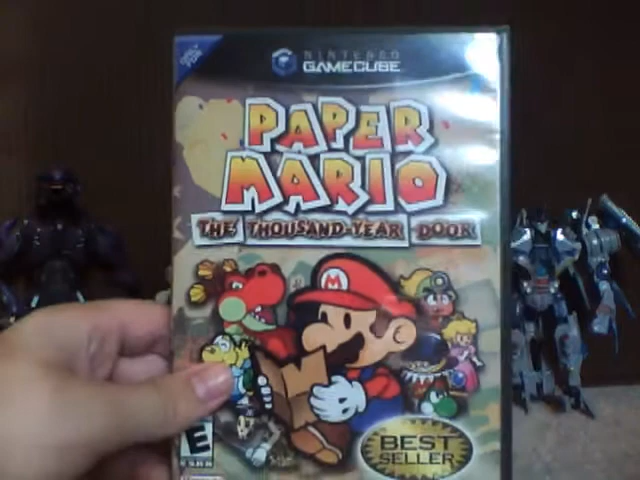 NINTENDO
GAMECUBE
PAPER
MARIO
THE THOUSAND-YEAR DOOR
M
E
BEST
SELLER